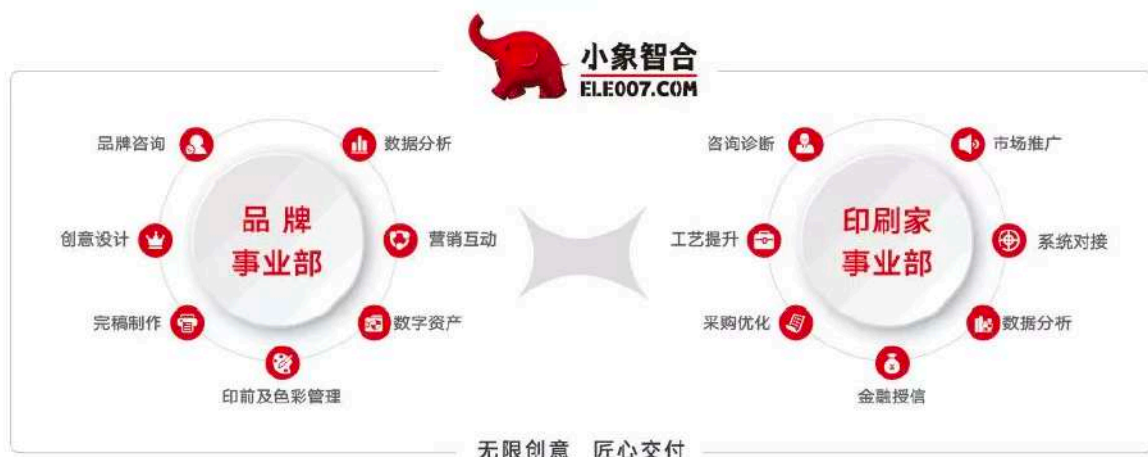 小象智合
ELE007.COM
品牌咨询
数据分析
创意设计
品牌
事业部
营销互动
完稿制作
数字资产
印前及色彩管理
咨询诊断
市场推广
工艺提升
印刷家
事业部
系统对接
采购优化
数据分析
金融授信
无限创意 匠心交付